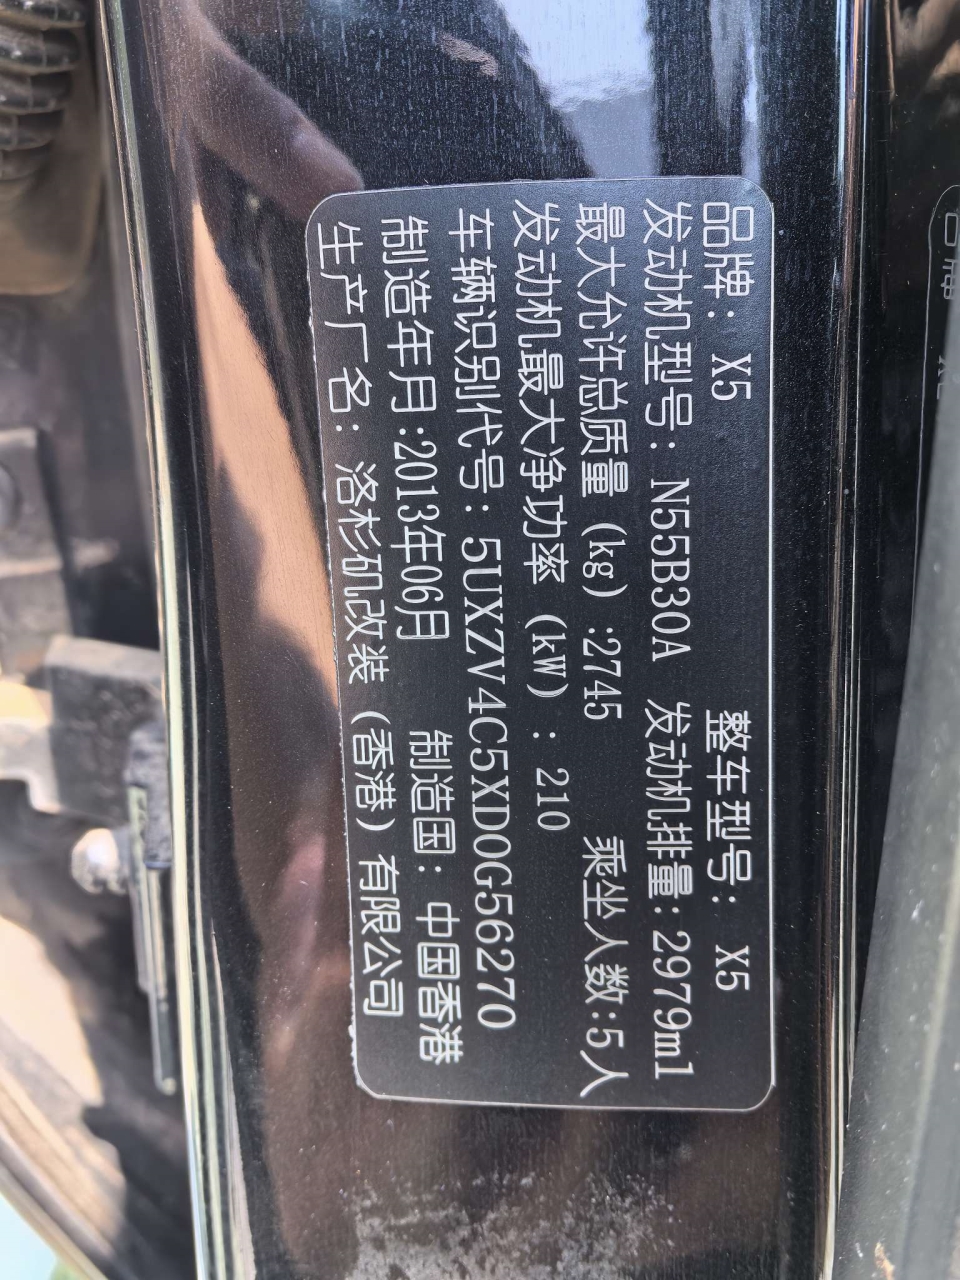 品牌: X5 整车型号: X5
发动机型号: N55B30A 发动机排量:2979ml
最大允许总质量(kg):2745 乘坐人数:5人
发动机最大净功率(kW): 210
车辆识别代号:5UXZV4C5XD0G56270
制造年月:2013年06月 制造国: 中国香港
生产厂名: 洛杉矶改装(香港)有限公司